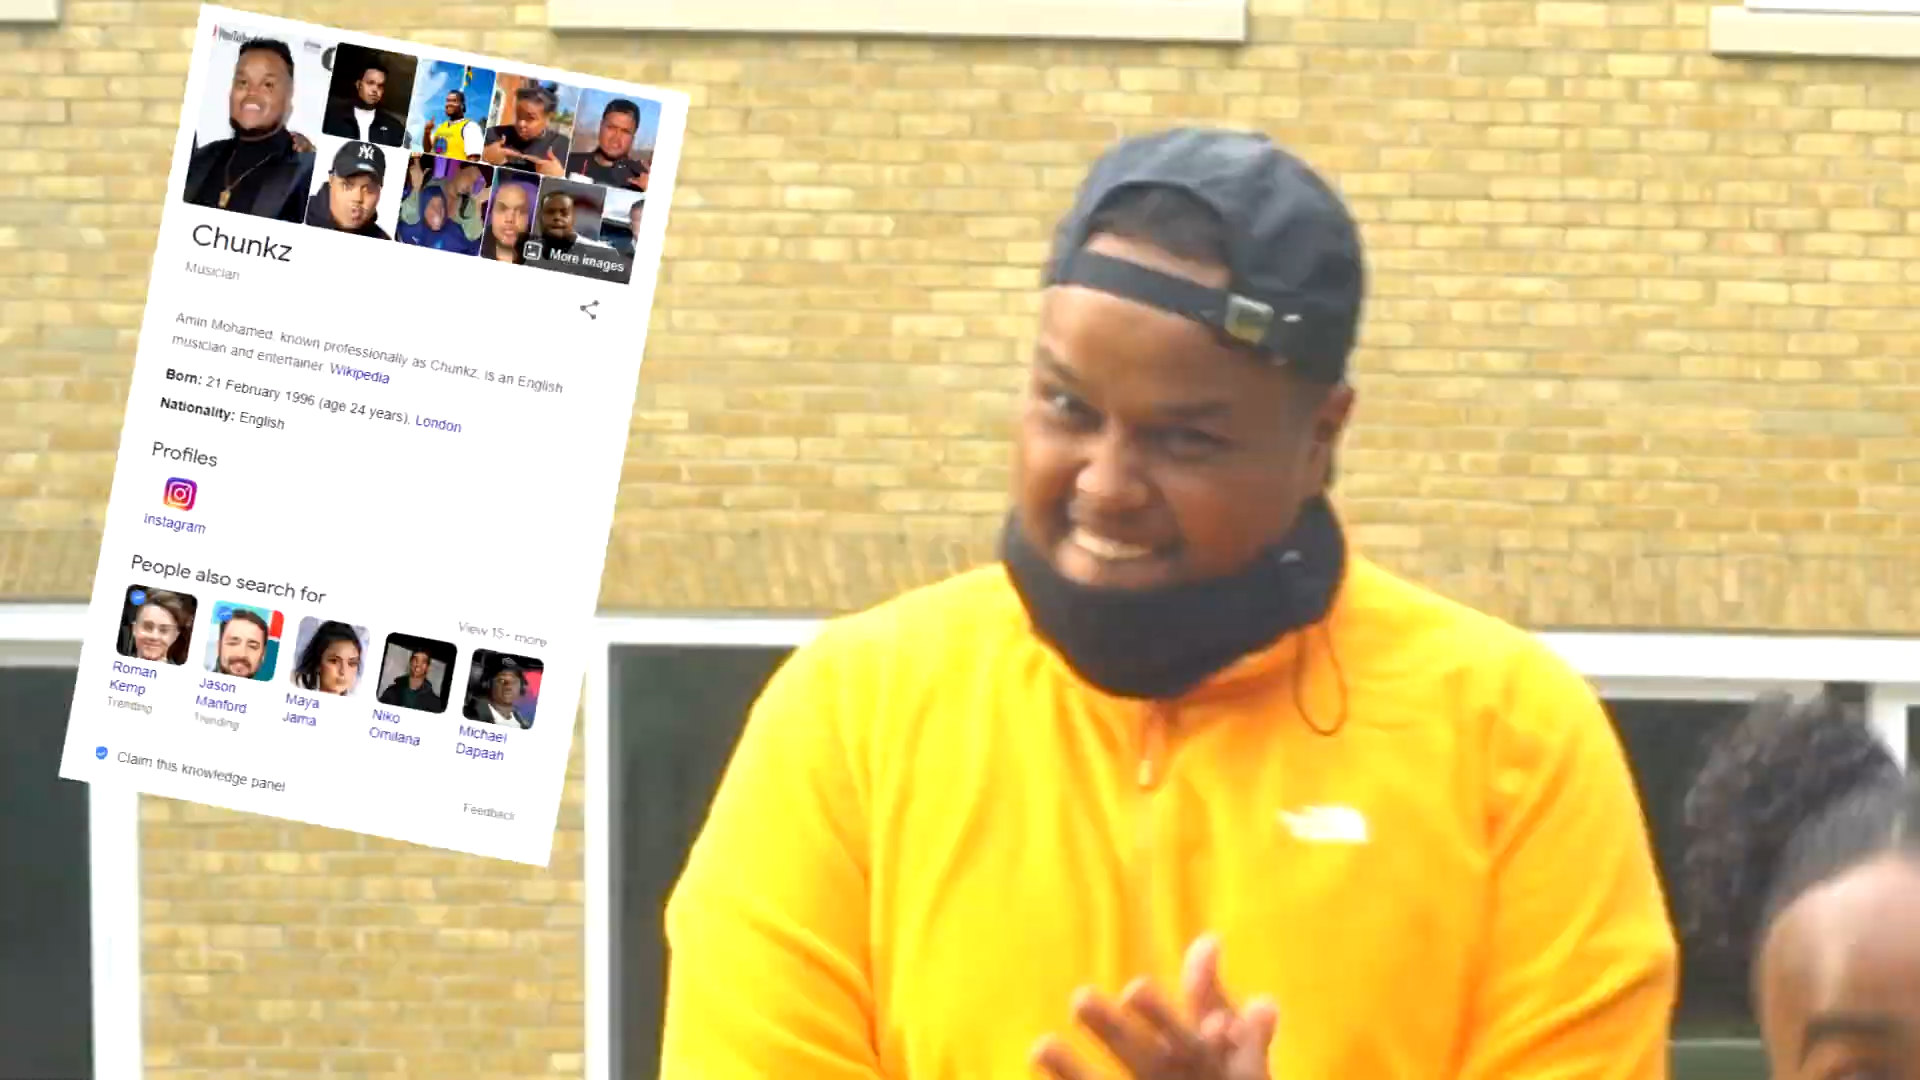 YouTube
NY
More images
Chunkz
Musician
Amin Mohamed, known professionally as Chunkz, is an English
musician and entertainer. Wikipedia
Born: 21 February 1996 (age 24 years), London
Nationality: English
Profiles
Instagram
People also search for
View 15+ more
Roman
Kemp
Trending
Jason
Manford
Trending
Maya
Jama
Niko
Omilana
Michael
Dapaah
Claim this knowledge panel
Feedback